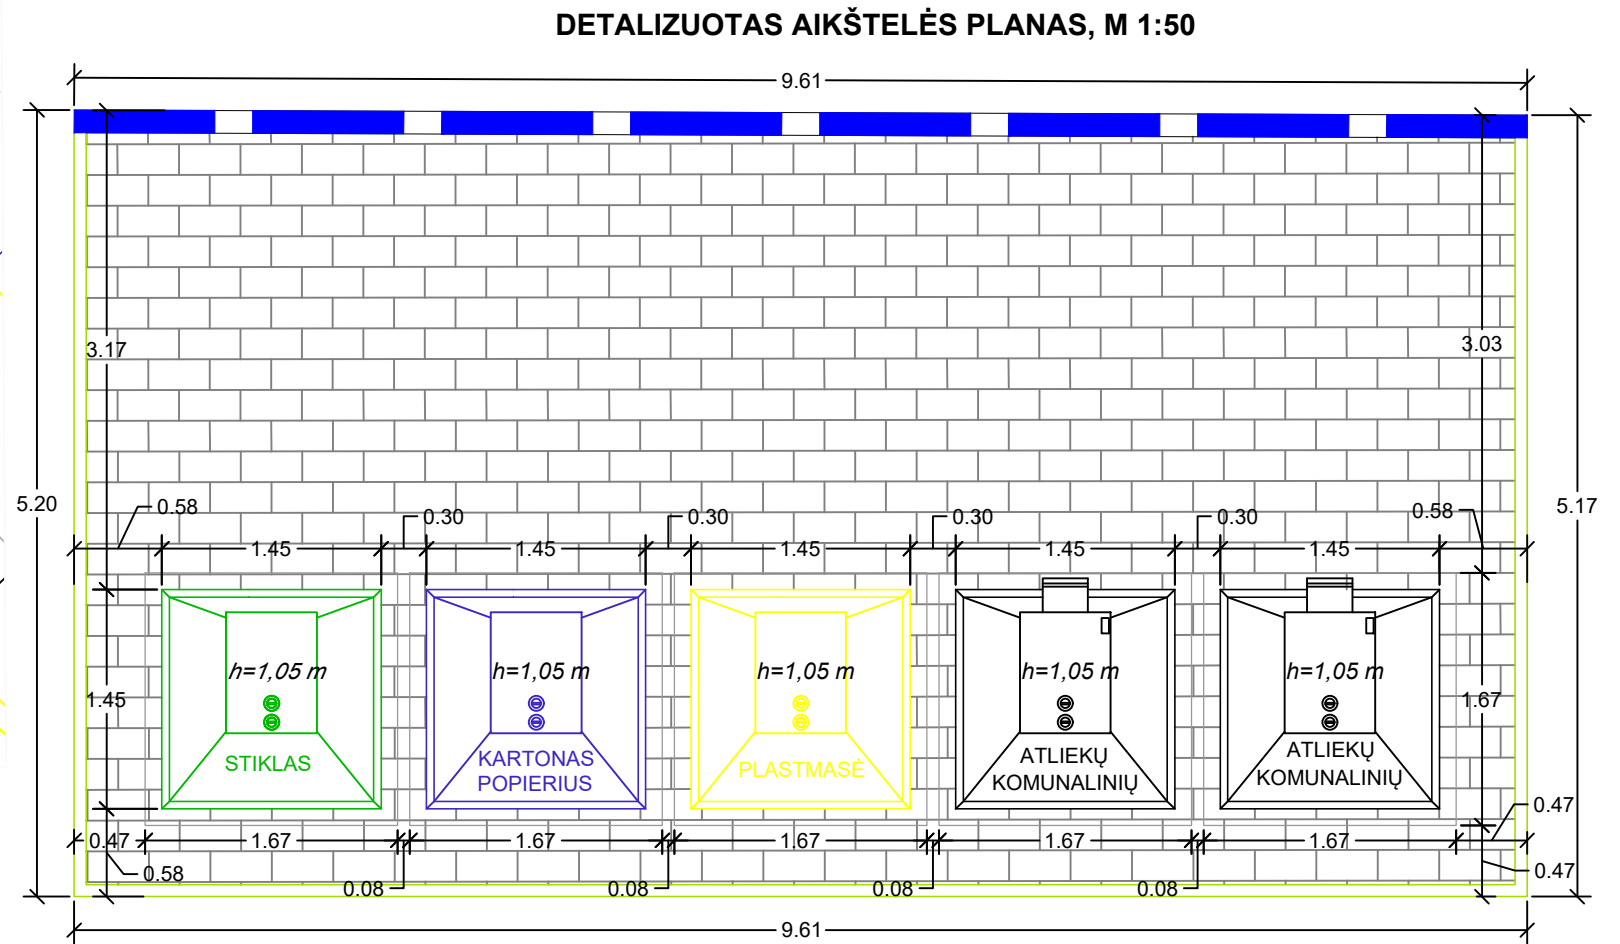 DETALIZUOTAS AIKŠTELĖS PLANAS, M 1:50
9.61
3.17
3.03
5.20
5.17
0.58
0.30
0.30
0.30
0.30
0.58
1.45
1.45
1.45
1.45
1.45
h=1,05 m
h=1,05 m
h=1,05 m
h=1,05 m
h=1,05 m
1.45
1.67
STIKLAS
KARTONAS
POPIERIUS
PLASTMASĖ
ATLIEKŲ
KOMUNALINIŲ
ATLIEKŲ
KOMUNALINIŲ
0.47
0.47
1.67
1.67
1.67
1.67
1.67
0.58
0.47
0.08
0.08
0.08
0.08
9.61